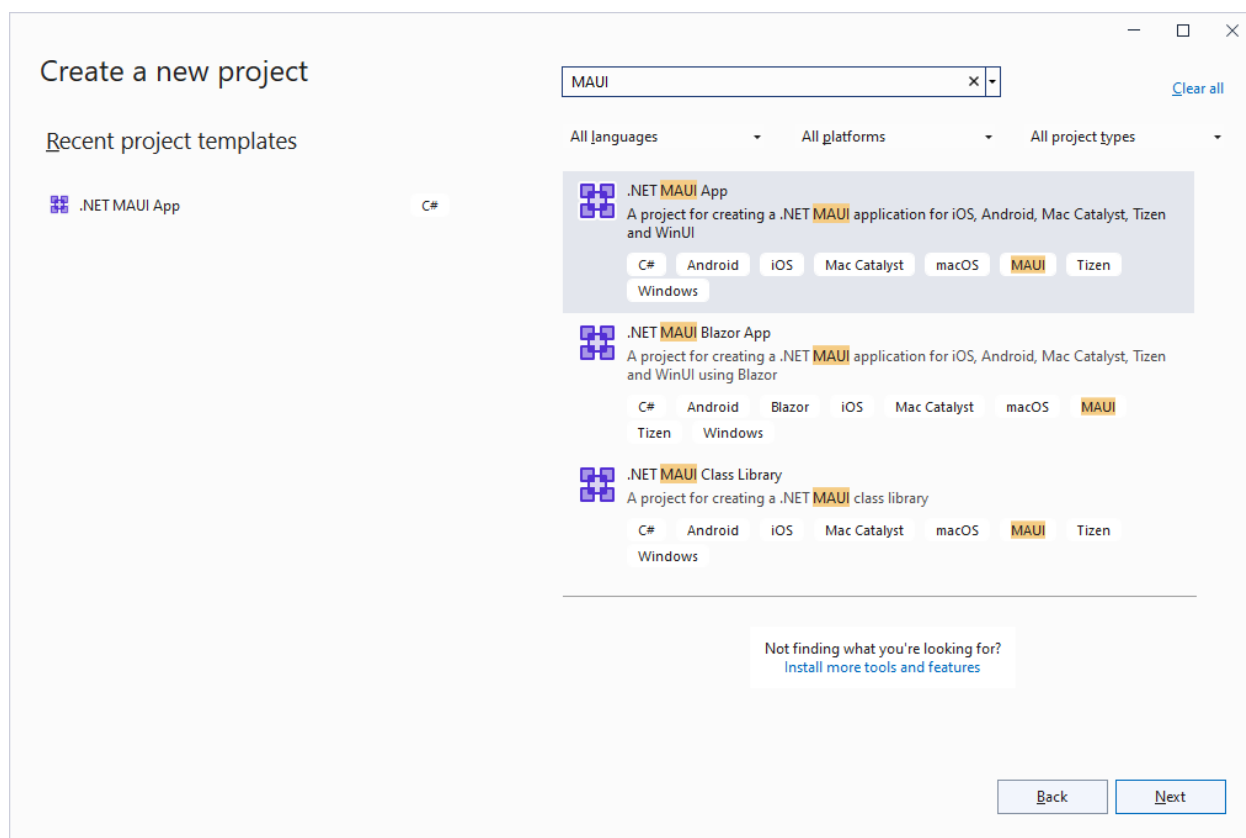 Create a new project
MAUI
Clear all
Recent project templates
All languages
All platforms
All project types
.NET MAUI App
C#
.NET MAUI App
A project for creating a .NET MAUI application for iOS, Android, Mac Catalyst, Tizen
and WinUI
C# Android iOS Mac Catalyst macOS MAUI Tizen
Windows
.NET MAUI Blazor App
A project for creating a .NET MAUI application for iOS, Android, Mac Catalyst, Tizen
and WinUI using Blazor
C# Android Blazor iOS Mac Catalyst macOS MAUI
Tizen Windows
.NET MAUI Class Library
A project for creating a .NET MAUI class library
C# Android iOS Mac Catalyst macOS MAUI Tizen
Windows
Not finding what you're looking for?
Install more tools and features
Back
Next